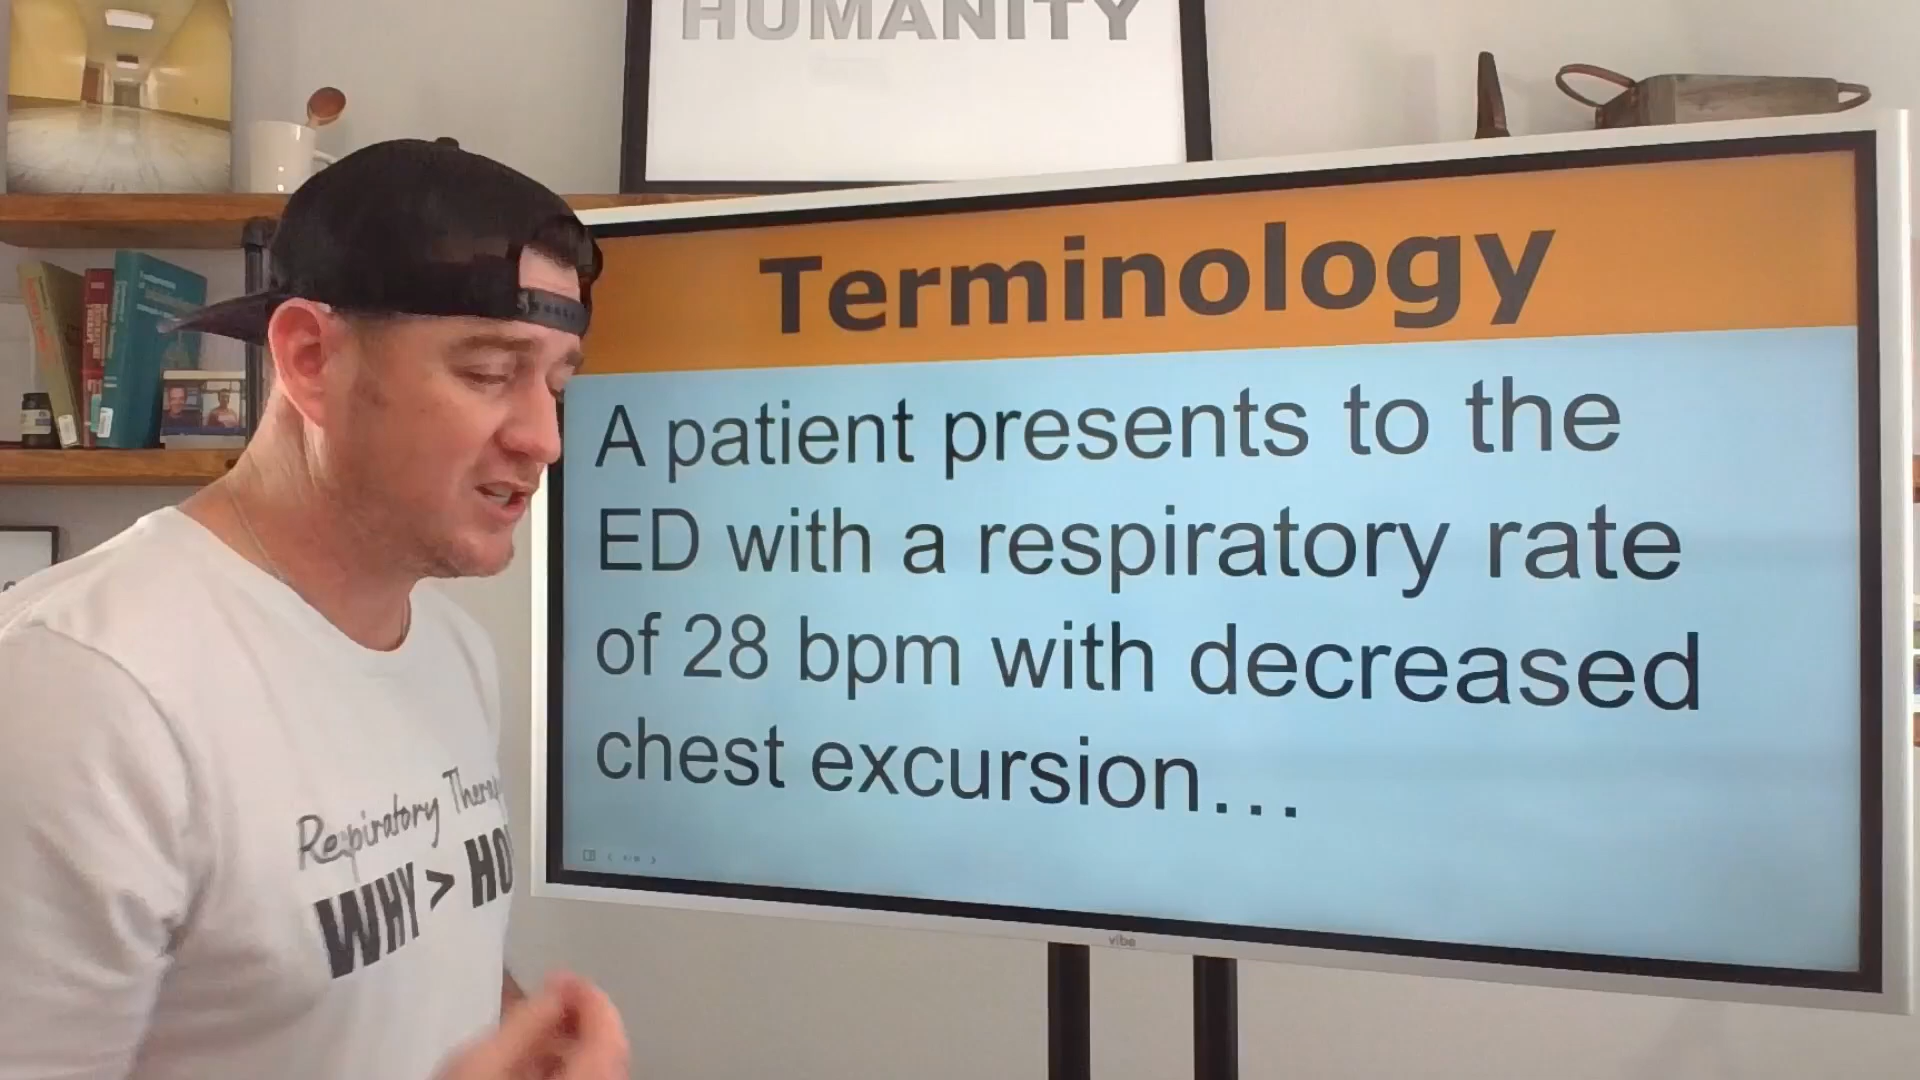 HUMANITY
Terminology
A patient presents to the
ED with a respiratory rate
of 28 bpm with decreased
chest excursion...
Respiratory
WHY >
vibe